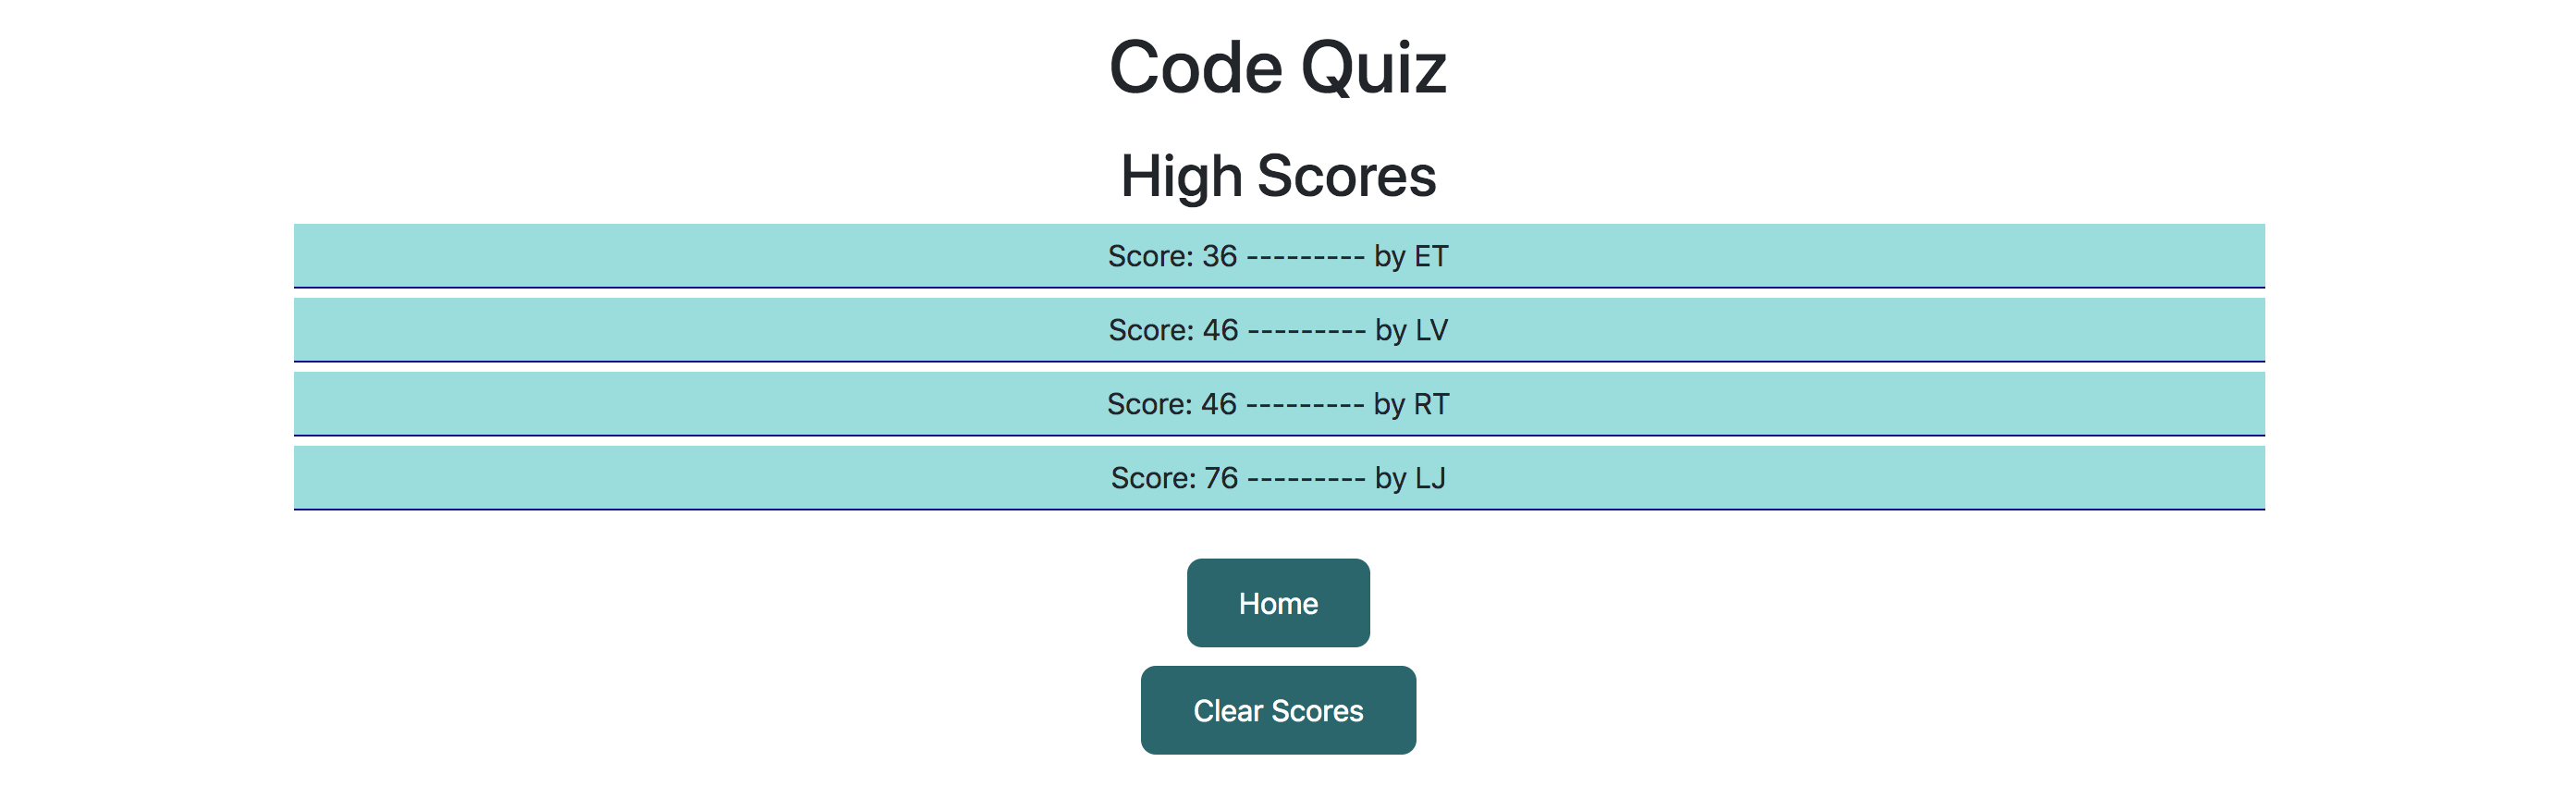 Code Quiz
High Scores
Score: 36 --------- by ET
Score: 46 --------- by LV
Score: 46 --------- by RT
Score: 76 --------- by LJ
Home
Clear Scores